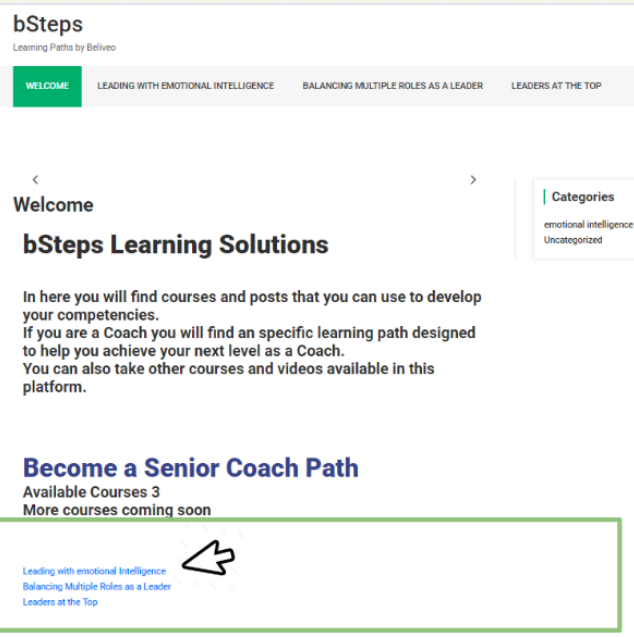 bSteps
Learning Paths by Beliveo
WELCOME LEADING WITH EMOTIONAL INTELLIGENCE BALANCING MULTIPLE ROLES AS A LEADER LEADERS AT THE TOP
Welcome
bSteps Learning Solutions
In here you will find courses and posts that you can use to develop
your competencies.
If you are a Coach you will find an specific learning path designed
to help you achieve your next level as a Coach.
You can also take other courses and videos available in this
platform.
Become a Senior Coach Path
Available Courses 3
More courses coming soon
Leading with emotional Intelligence
Balancing Multiple Roles as a Leader
Leaders at the Top
Categories
emotional intelligence
Uncategorized